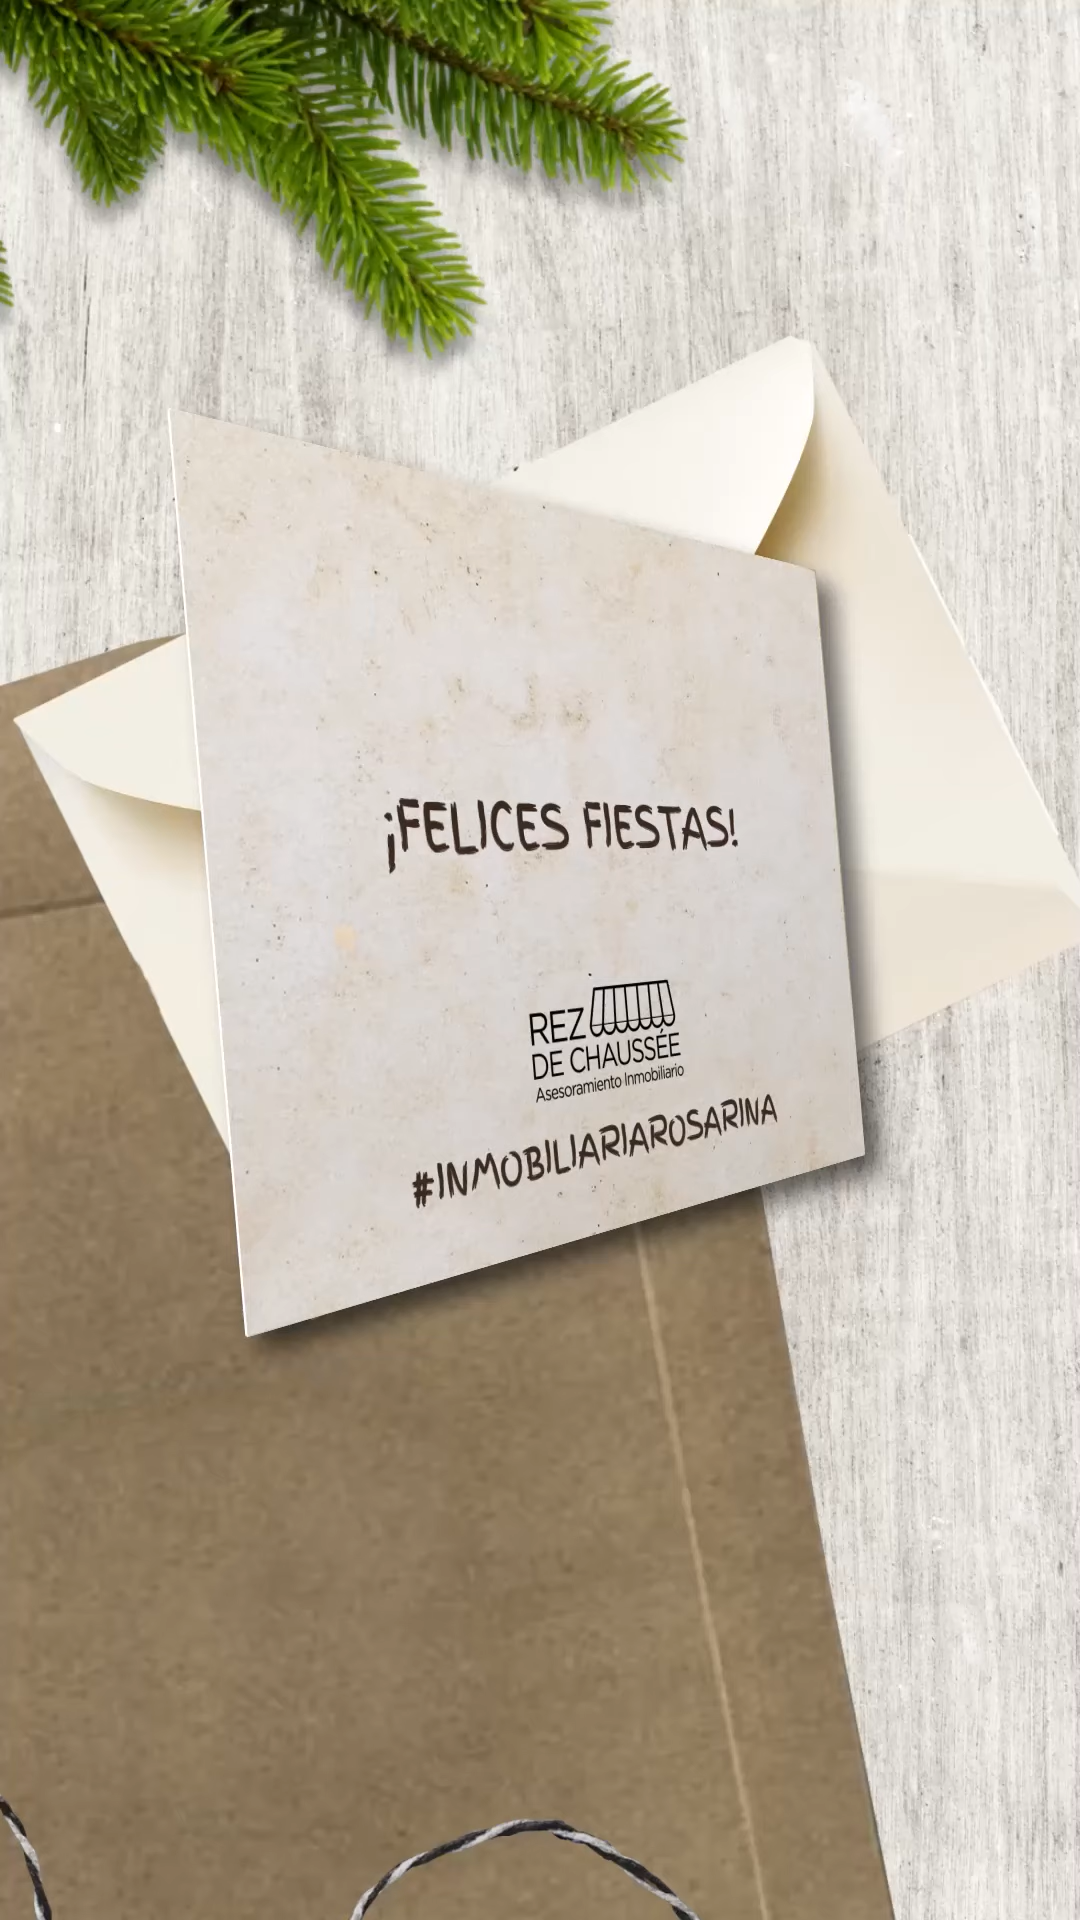 ¡FELICES FIESTAS!
REZ
DE CHAUSSÉE
Asesoramiento Inmobiliario
#INMOBILIARIAROSARINA